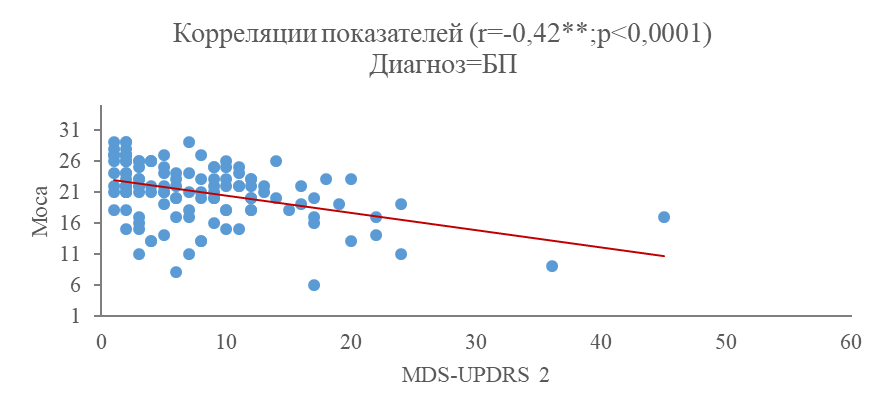 Корреляции показателей (r=-0,42**;p<0,0001)
Диагноз=БП
31
26
21
16
11
6
1
Моса
0 10 20 30 40 50 60
MDS-UPDRS 2